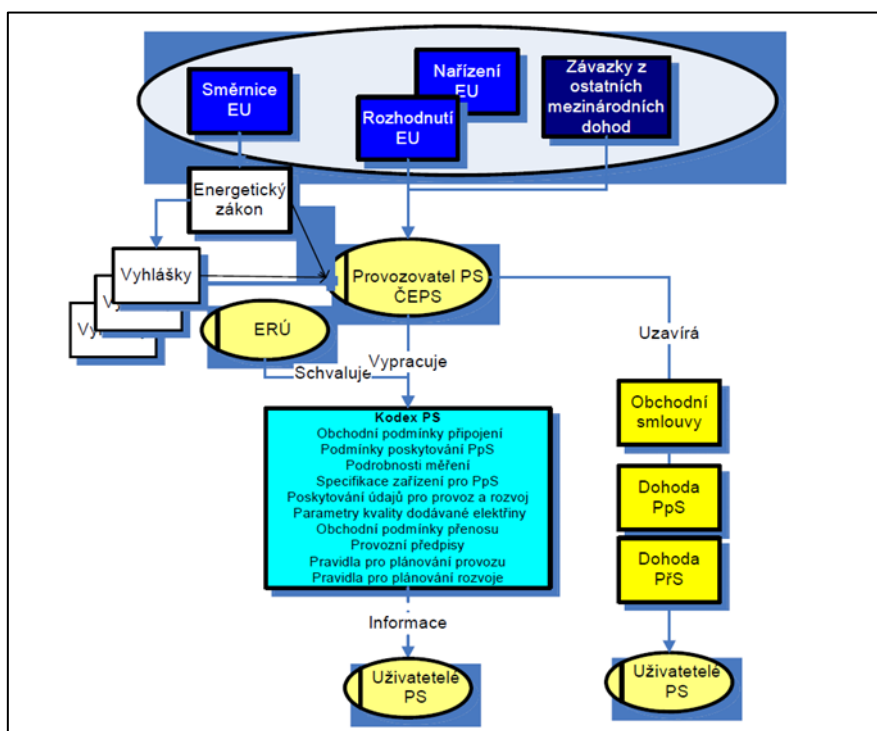 Směrnice
EU
Nařízení
EU
Rozhodnutí
EU
Závazky z
ostatních
mezinárodních
dohod
Energetický
zákon
Vyhlášky
Provozovatel PS
ČEPS
ERÚ
Schvaluje
Vypracuje
Uzavírá
Kodex PS
Obchodní podmínky připojení
Podmínky poskytování PpS
Podrobnosti měření
Specifikace zařízení pro PpS
Poskytování údajů pro provoz a rozvoj
Parametry kvality dodávané elektřiny
Obchodní podmínky přenosu
Provozní předpisy
Pravidla pro plánování provozu
Pravidla pro plánování rozvoje
Obchodní
smlouvy
Dohoda
PpS
Dohoda
PřS
Informace
Uživatetelé
PS
Uživatetelé
PS